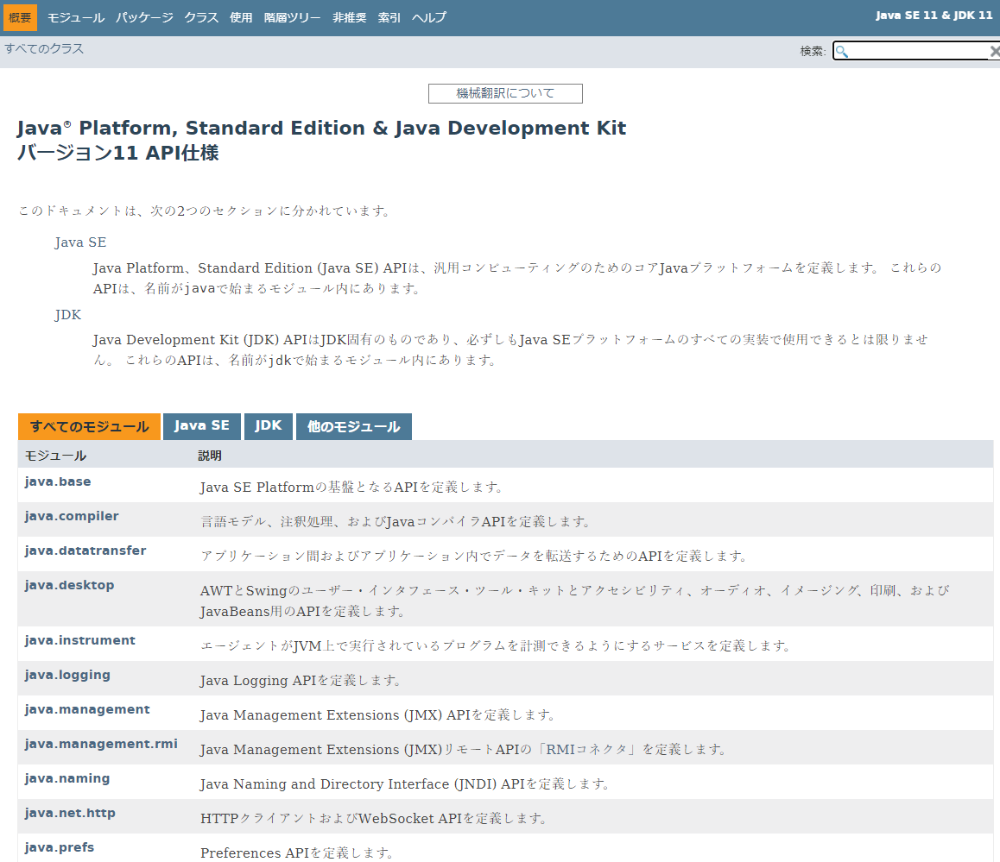 概要 モジュール パッケージ クラス 使用 階層ツリー 非推奨 索引 ヘルプ Java SE 11 & JDK 11
すべてのクラス 検索:
機械翻訳について
Java® Platform, Standard Edition & Java Development Kit
バージョン11 API仕様
このドキュメントは、次の2つのセクションに分かれています。
Java SE
Java Platform、Standard Edition (Java SE) APIは、汎用コンピューティングのためのコアJavaプラットフォームを定義します。 これらの
APIは、名前がjavaで始まるモジュール内にあります。
JDK
Java Development Kit (JDK) APIはJDK固有のものであり、必ずしもJava SEプラットフォームのすべての実装で使用できるとは限りませ
ん。 これらのAPIは、名前がjdkで始まるモジュール内にあります。
すべてのモジュール Java SE JDK 他のモジュール
モジュール 説明
java.base Java SE Platformの基盤となるAPIを定義します。
java.compiler 言語モデル、注釈処理、およびJavaコンパイラAPIを定義します。
java.datatransfer アプリケーション間およびアプリケーション内でデータを転送するためのAPIを定義します。
java.desktop AWTとSwingのユーザー・インタフェース・ツール・キットとアクセシビリティ、オーディオ、イメージング、印刷、および
JavaBeans用のAPIを定義します。
java.instrument エージェントがJVM上で実行されているプログラムを計測できるようにするサービスを定義します。
java.logging Java Logging APIを定義します。
java.management Java Management Extensions (JMX) APIを定義します。
java.management.rmi Java Management Extensions (JMX)リモートAPIの「RMIコネクタ」を定義します。
java.naming Java Naming and Directory Interface (JNDI) APIを定義します。
java.net.http HTTPクライアントおよびWebSocket APIを定義します。
java.prefs Preferences APIを定義します。